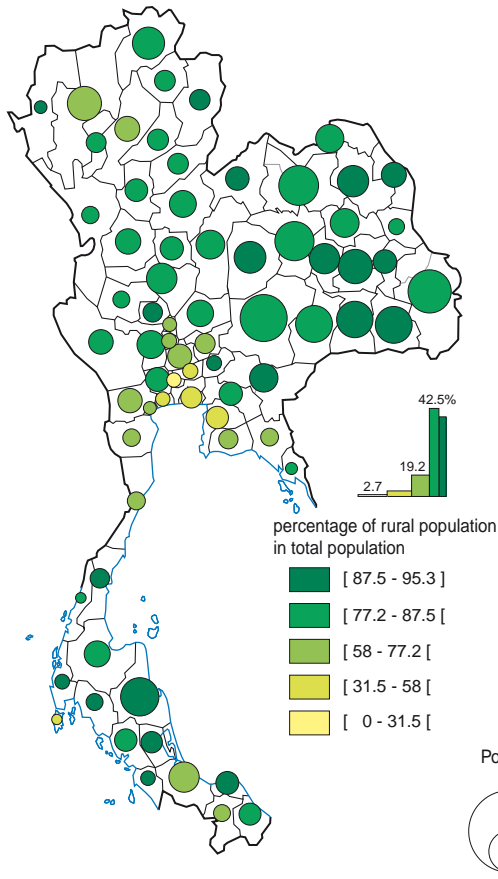 42.5%
19.2
2.7
percentage of rural population
in total population
[ 87.5 - 95.3 ]
[ 77.2 - 87.5 [
[ 58 - 77.2 [
[ 31.5 - 58 [
[ 0 - 31.5 [
Po